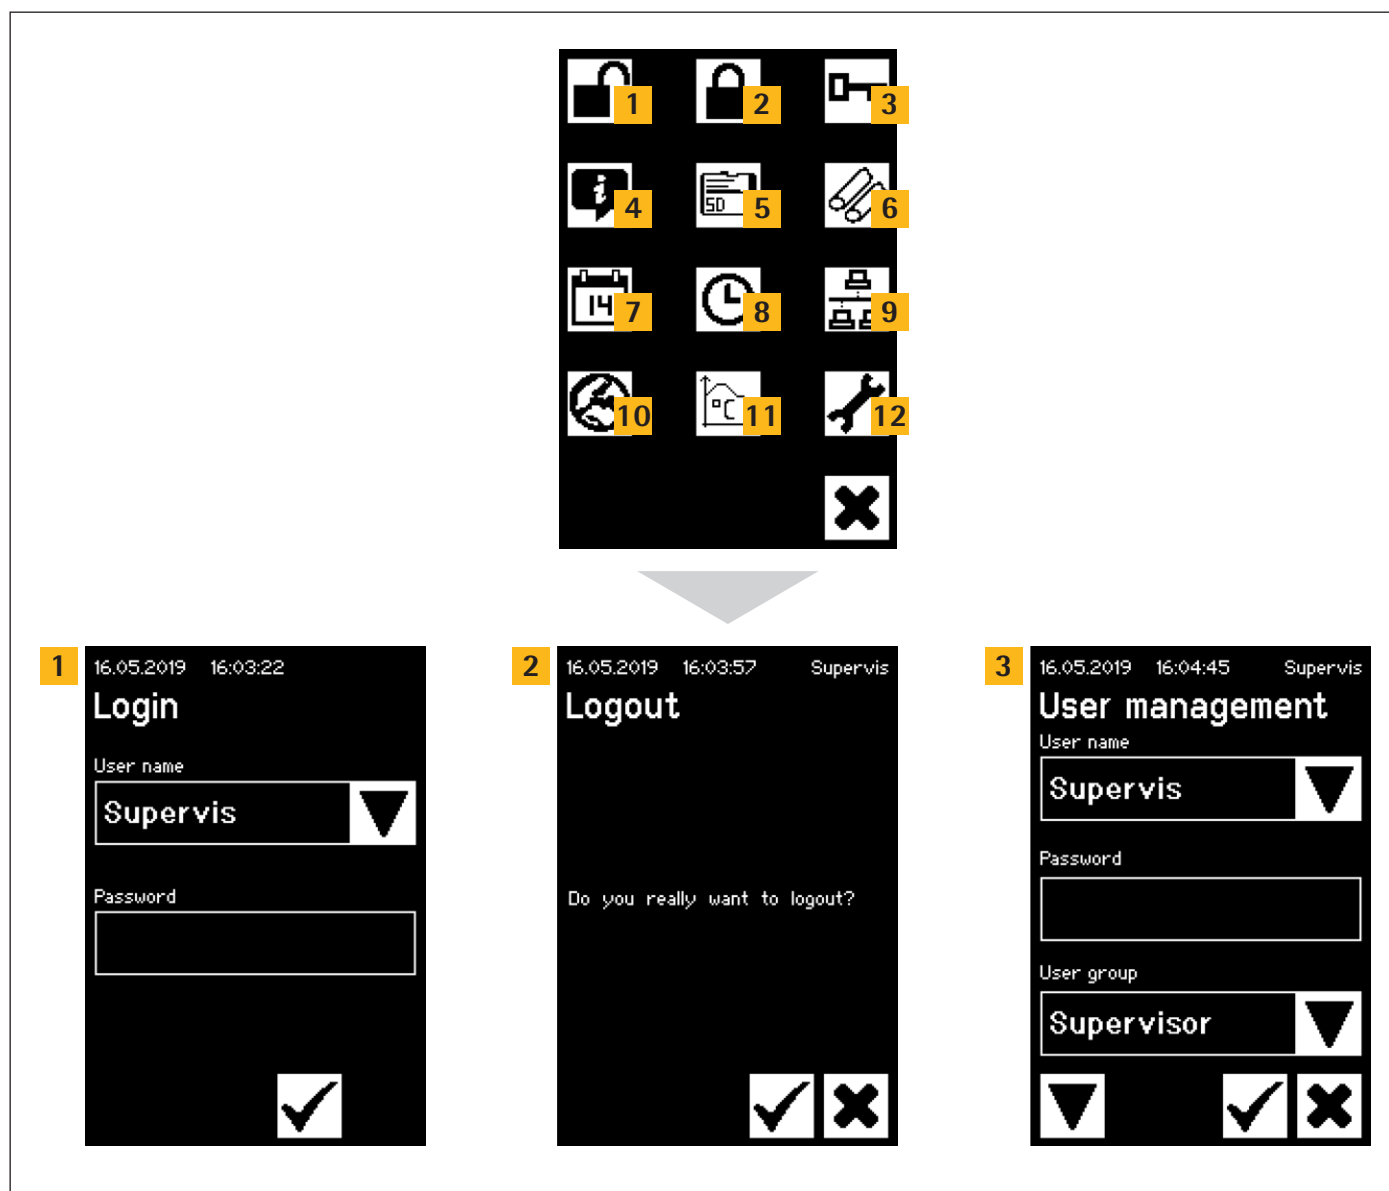 1 2 3
4 SD 5 6
14 7 8 9
10 °C 11 12
1 16.05.2019 16:03:22
Login
User name
Supervis
Password
2 16.05.2019 16:03:57 Supervis
Logout
Do you really want to logout?
3 16.05.2019 16:04:45 Supervis
User management
User name
Supervis
Password
User group
Supervisor